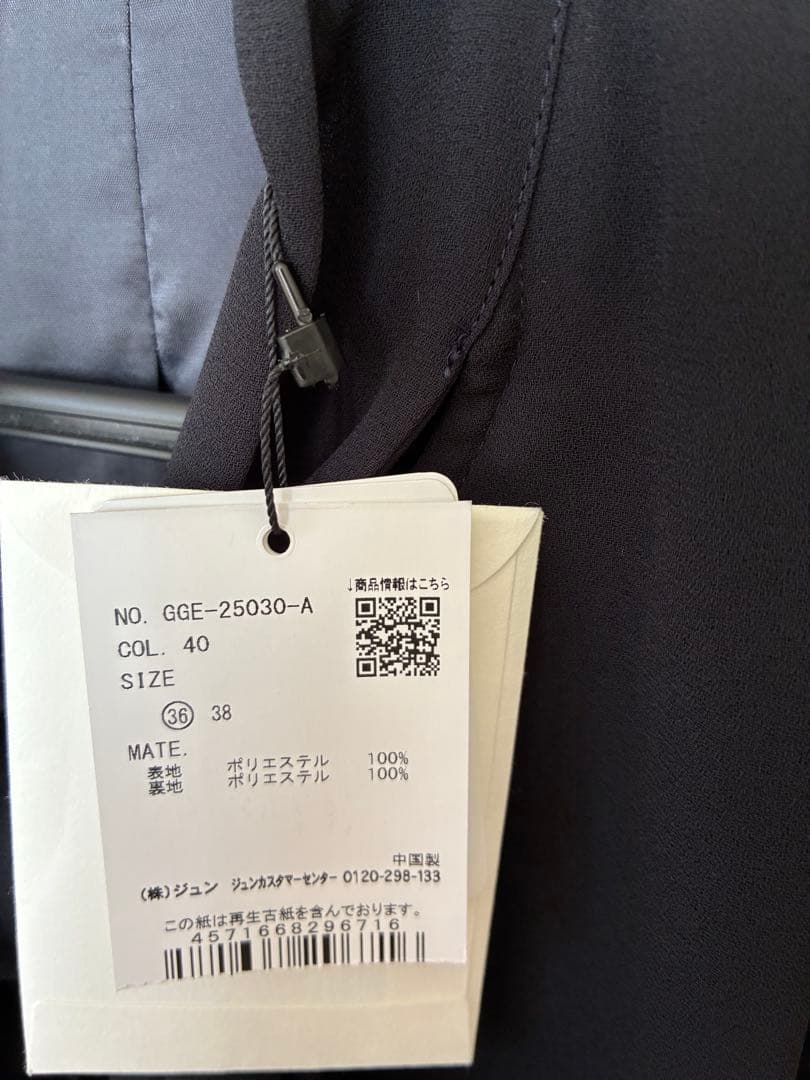 NO. GGE-25030-A
↓商品情報はこちら
COL. 40
SIZE
㊱ 38
MATE.
表地 ポリエステル 100%
裏地 ポリエステル 100%
中国製
(株)ジュン ジュンカスタマーセンター 0120-298-133
この紙は再生古紙を含んでおります。
4571668296716